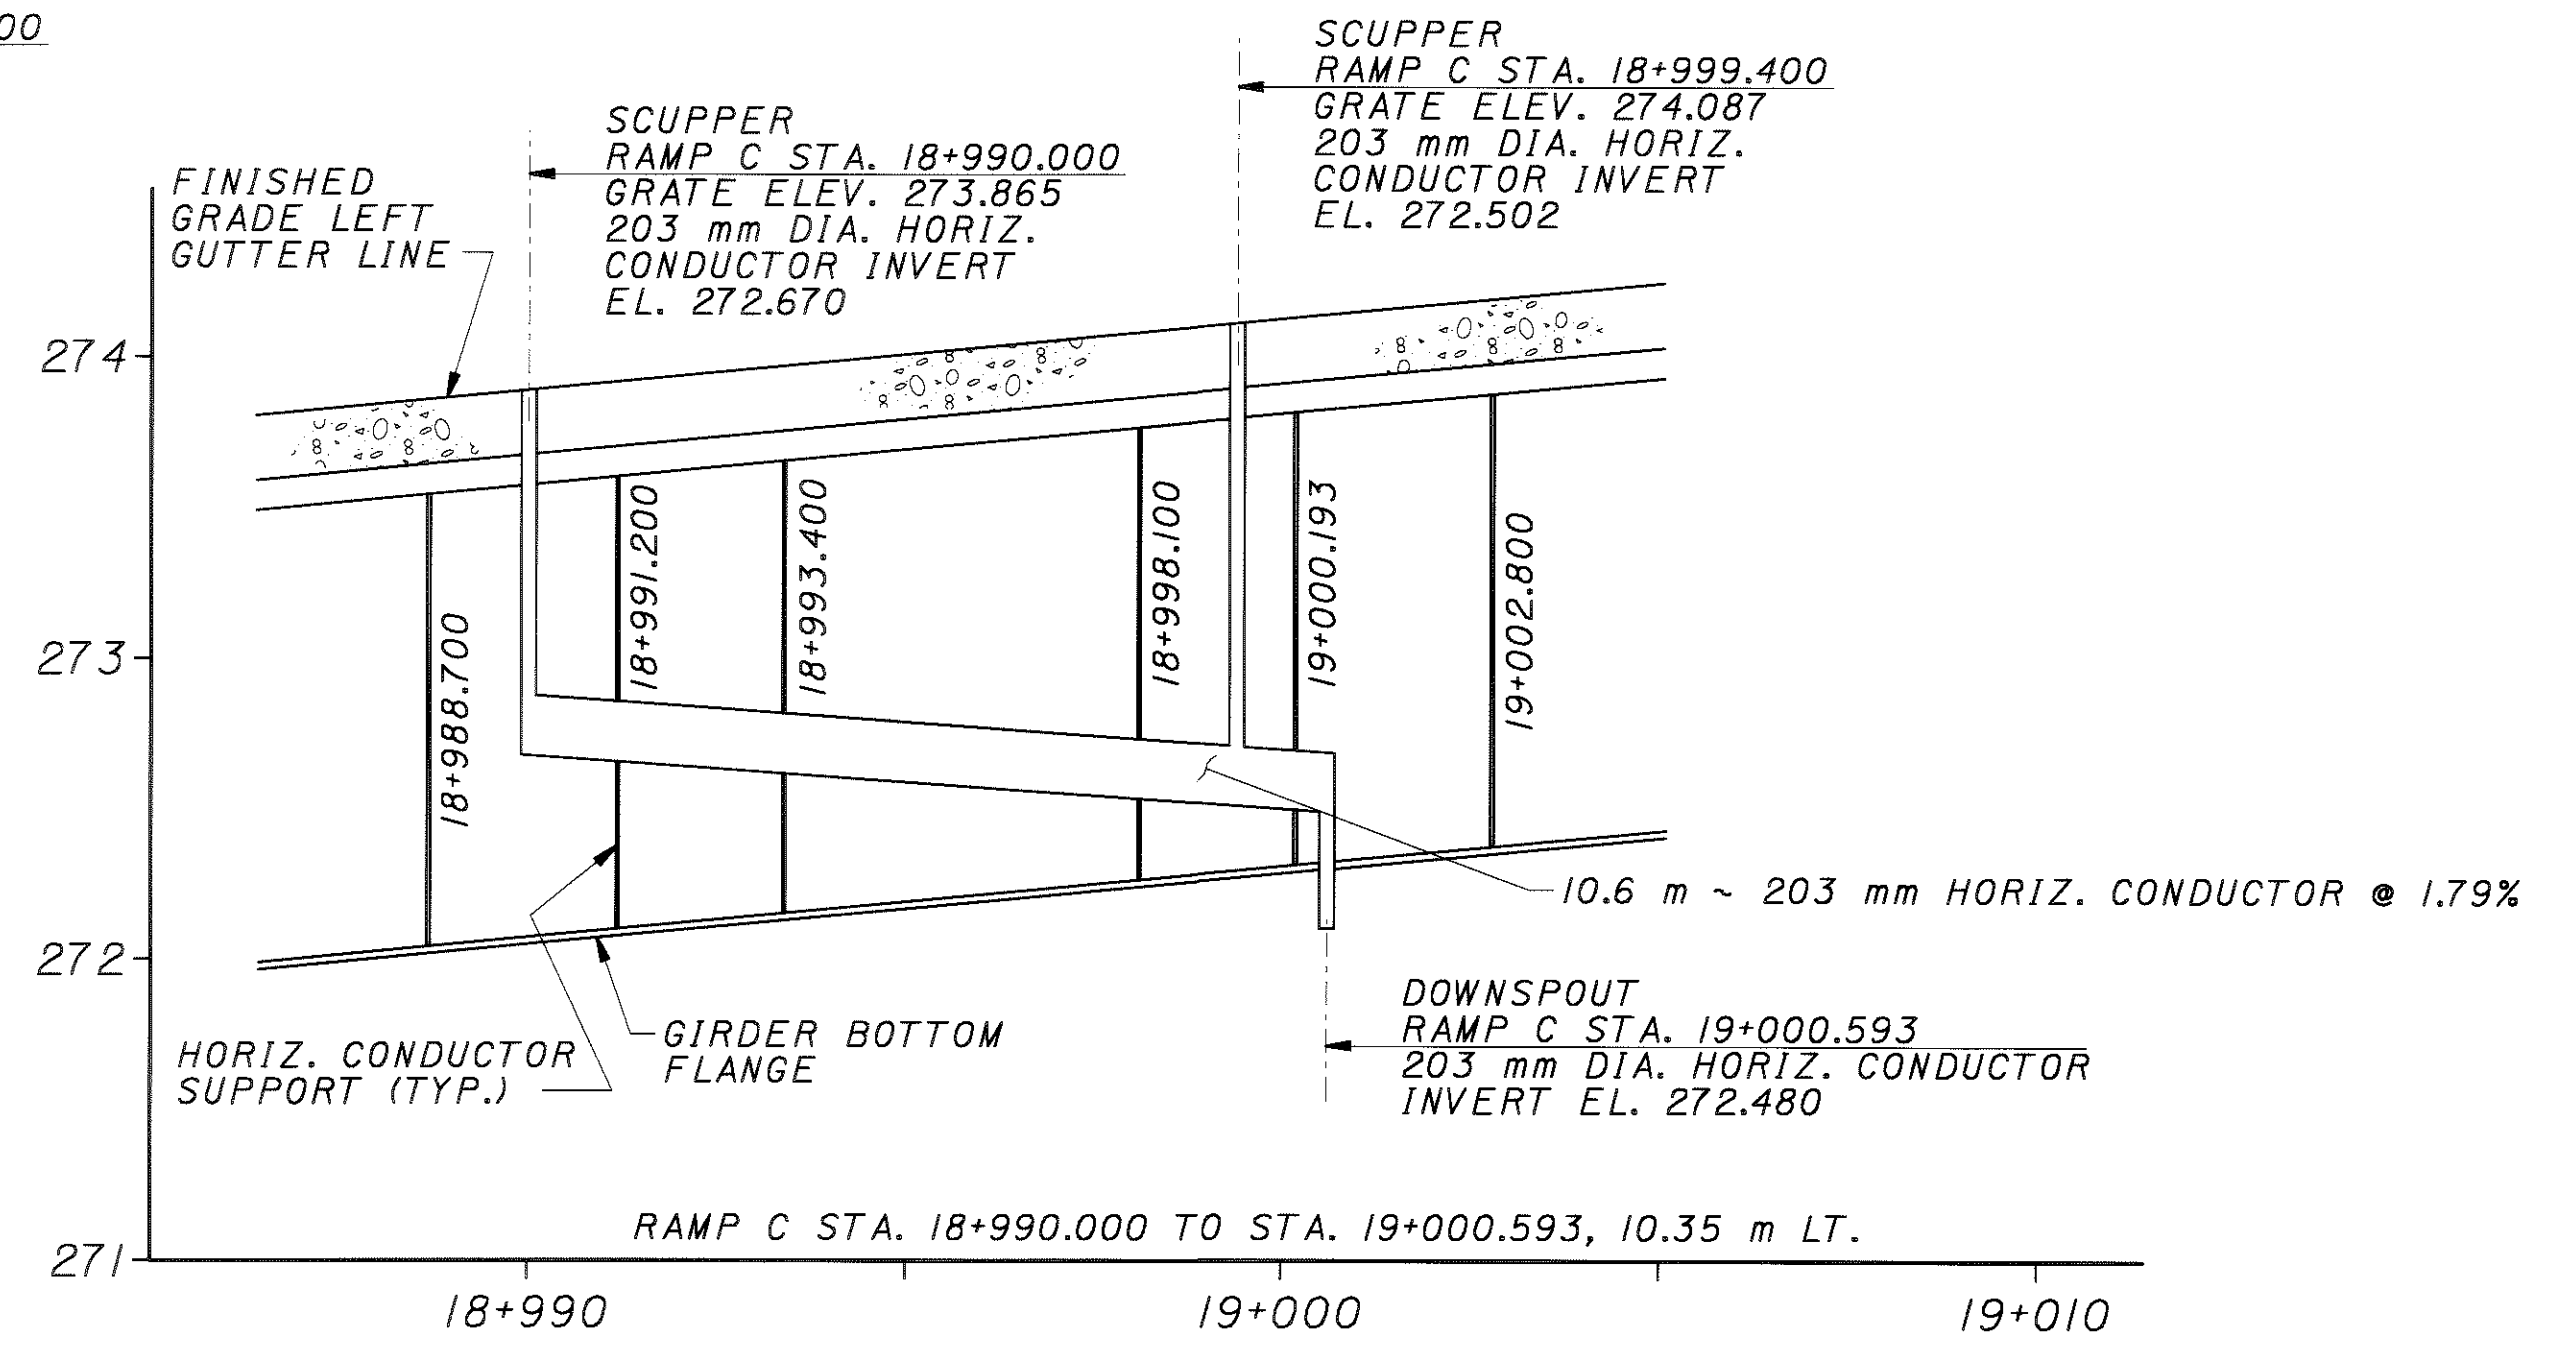 00
SCUPPER
RAMP C STA. 18+999.400
GRATE ELEV. 274.087
203 mm DIA. HORIZ.
CONDUCTOR INVERT
EL. 272.502
SCUPPER
RAMP C STA. 18+990.000
GRATE ELEV. 273.865
203 mm DIA. HORIZ.
CONDUCTOR INVERT
EL. 272.670
FINISHED
GRADE LEFT
GUTTER LINE
274
273
272
271
18+988.700
18+991.200
18+993.400
18+998.100
19+000.193
19+002.800
10.6 m ~ 203 mm HORIZ. CONDUCTOR @ 1.79%
DOWNSPOUT
RAMP C STA. 19+000.593
203 mm DIA. HORIZ. CONDUCTOR
INVERT EL. 272.480
GIRDER BOTTOM
FLANGE
HORIZ. CONDUCTOR
SUPPORT (TYP.)
RAMP C STA. 18+990.000 TO STA. 19+000.593, 10.35 m LT.
18+990
19+000
19+010